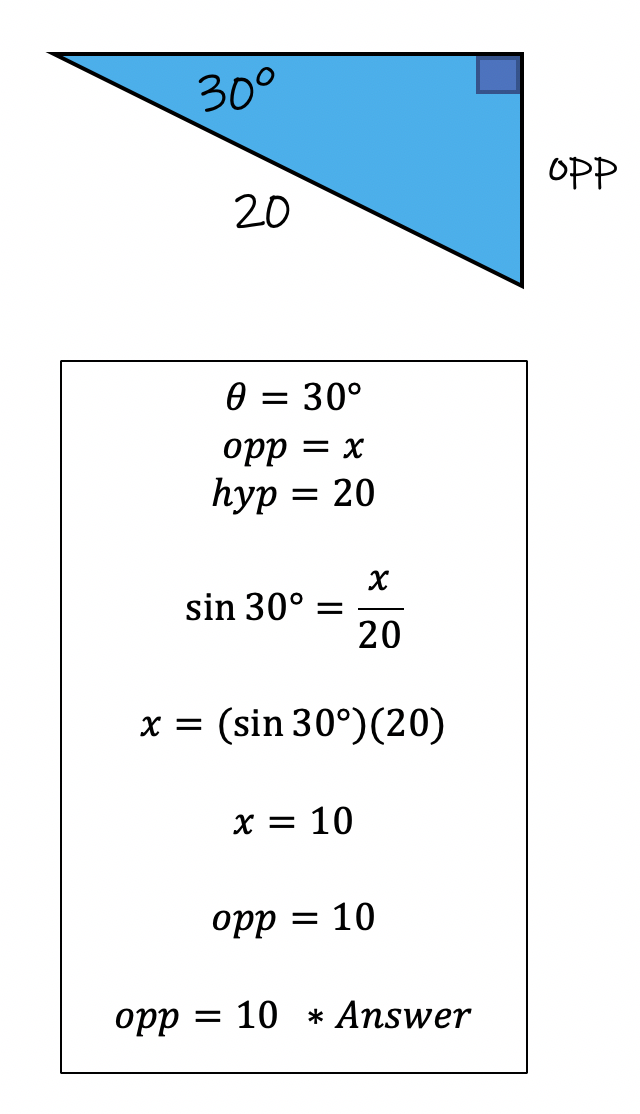 30°
20
opp
θ = 30°
opp = x
hyp = 20
sin 30° = x/20
x = (sin 30°)(20)
x = 10
opp = 10
opp = 10 * Answer